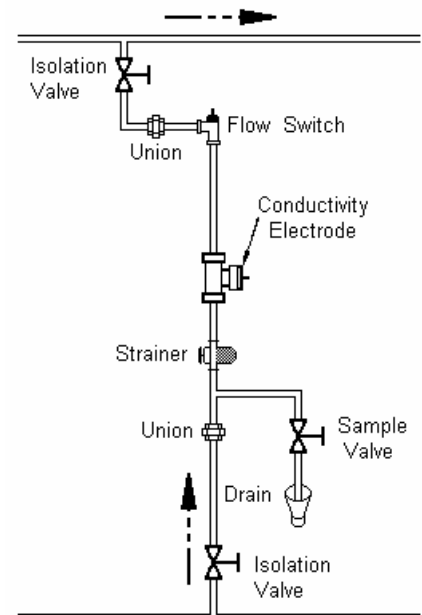 Isolation
Valve
Flow Switch
Union
Conductivity
Electrode
Strainer
Union
Sample
Valve
Drain
Isolation
Valve